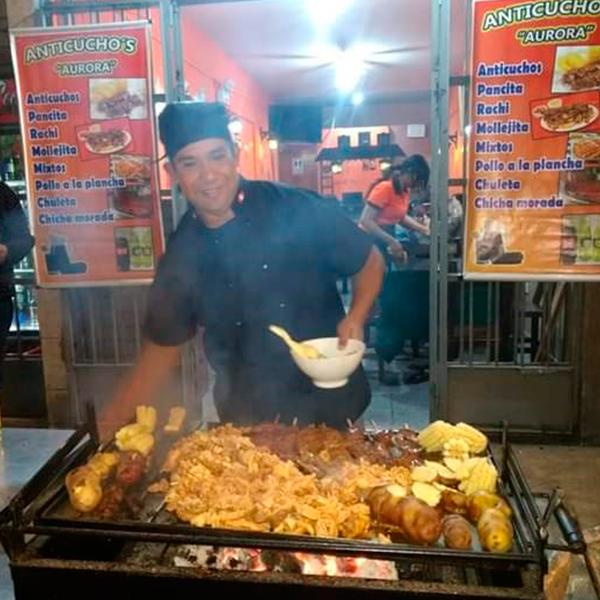 ANTICUCHO'S
"AURORA"
Anticuchos
Pancita
Rachi
Mollejita
Mixtos
Pollo a la plancha
Chuleta
Chicha morada
ANTICUCHO'S
"AURORA"
Anticuchos
Pancita
Rachi
Mollejita
Mixtos
Pollo a la plancha
Chuleta
Chicha morada